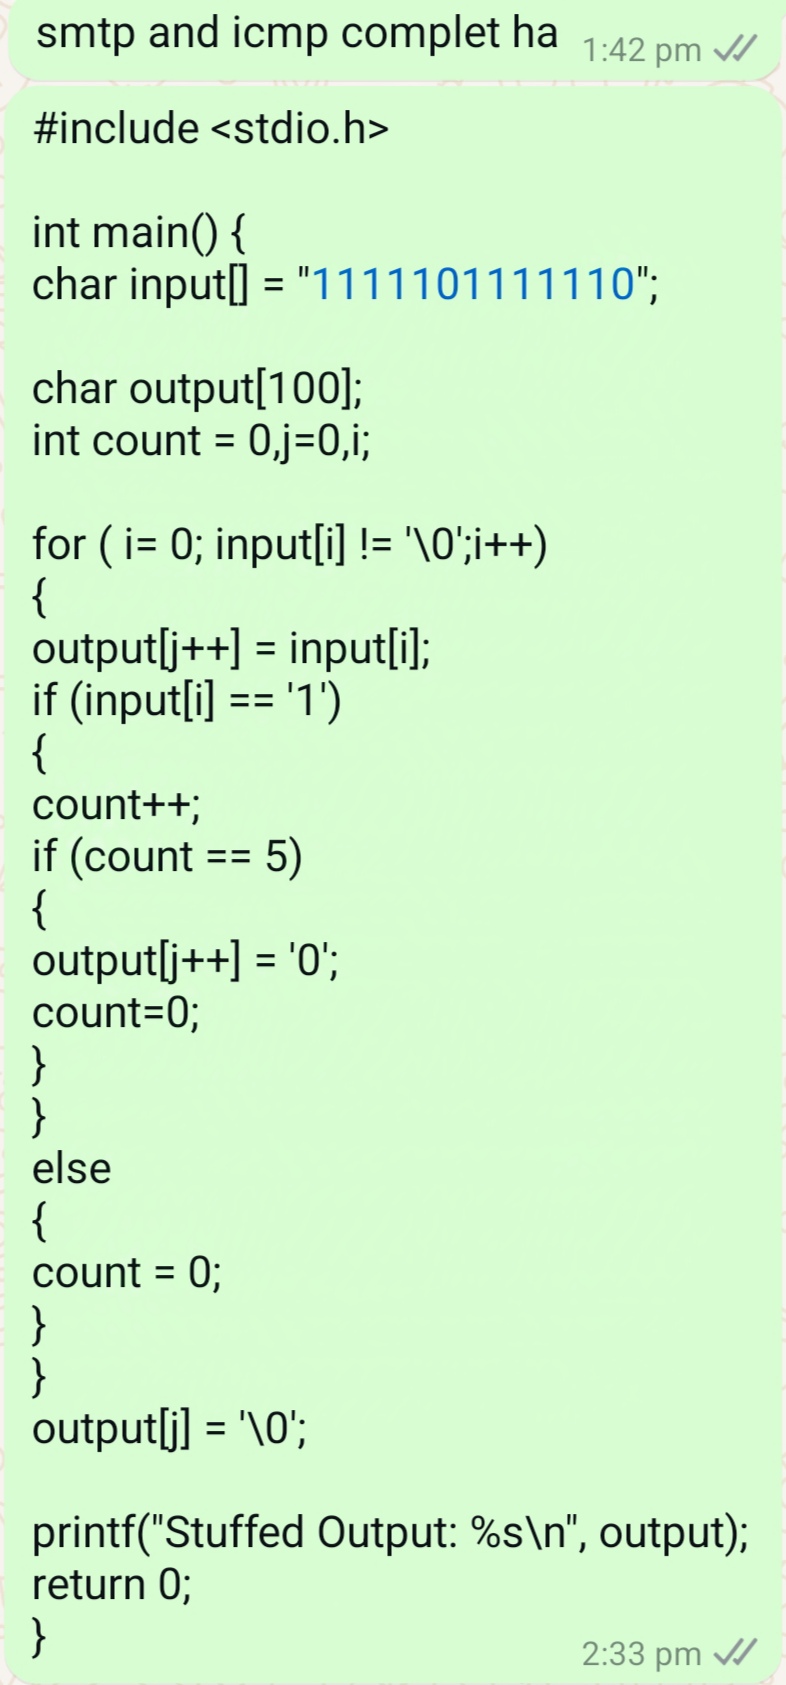 smtp and icmp complet ha
1:42 pm
#include <stdio.h>
int main() {
char input[] = "1111101111110";
char output[100];
int count = 0,j=0,i;
for ( i= 0; input[i] != '\0';i++)
{
output[j++] = input[i];
if (input[i] == '1')
{
count++;
if (count == 5)
{
output[j++] = '0';
count=0;
}
}
else
{
count = 0;
}
}
output[j] = '\0';
printf("Stuffed Output: %s\n", output);
return 0;
}
2:33 pm